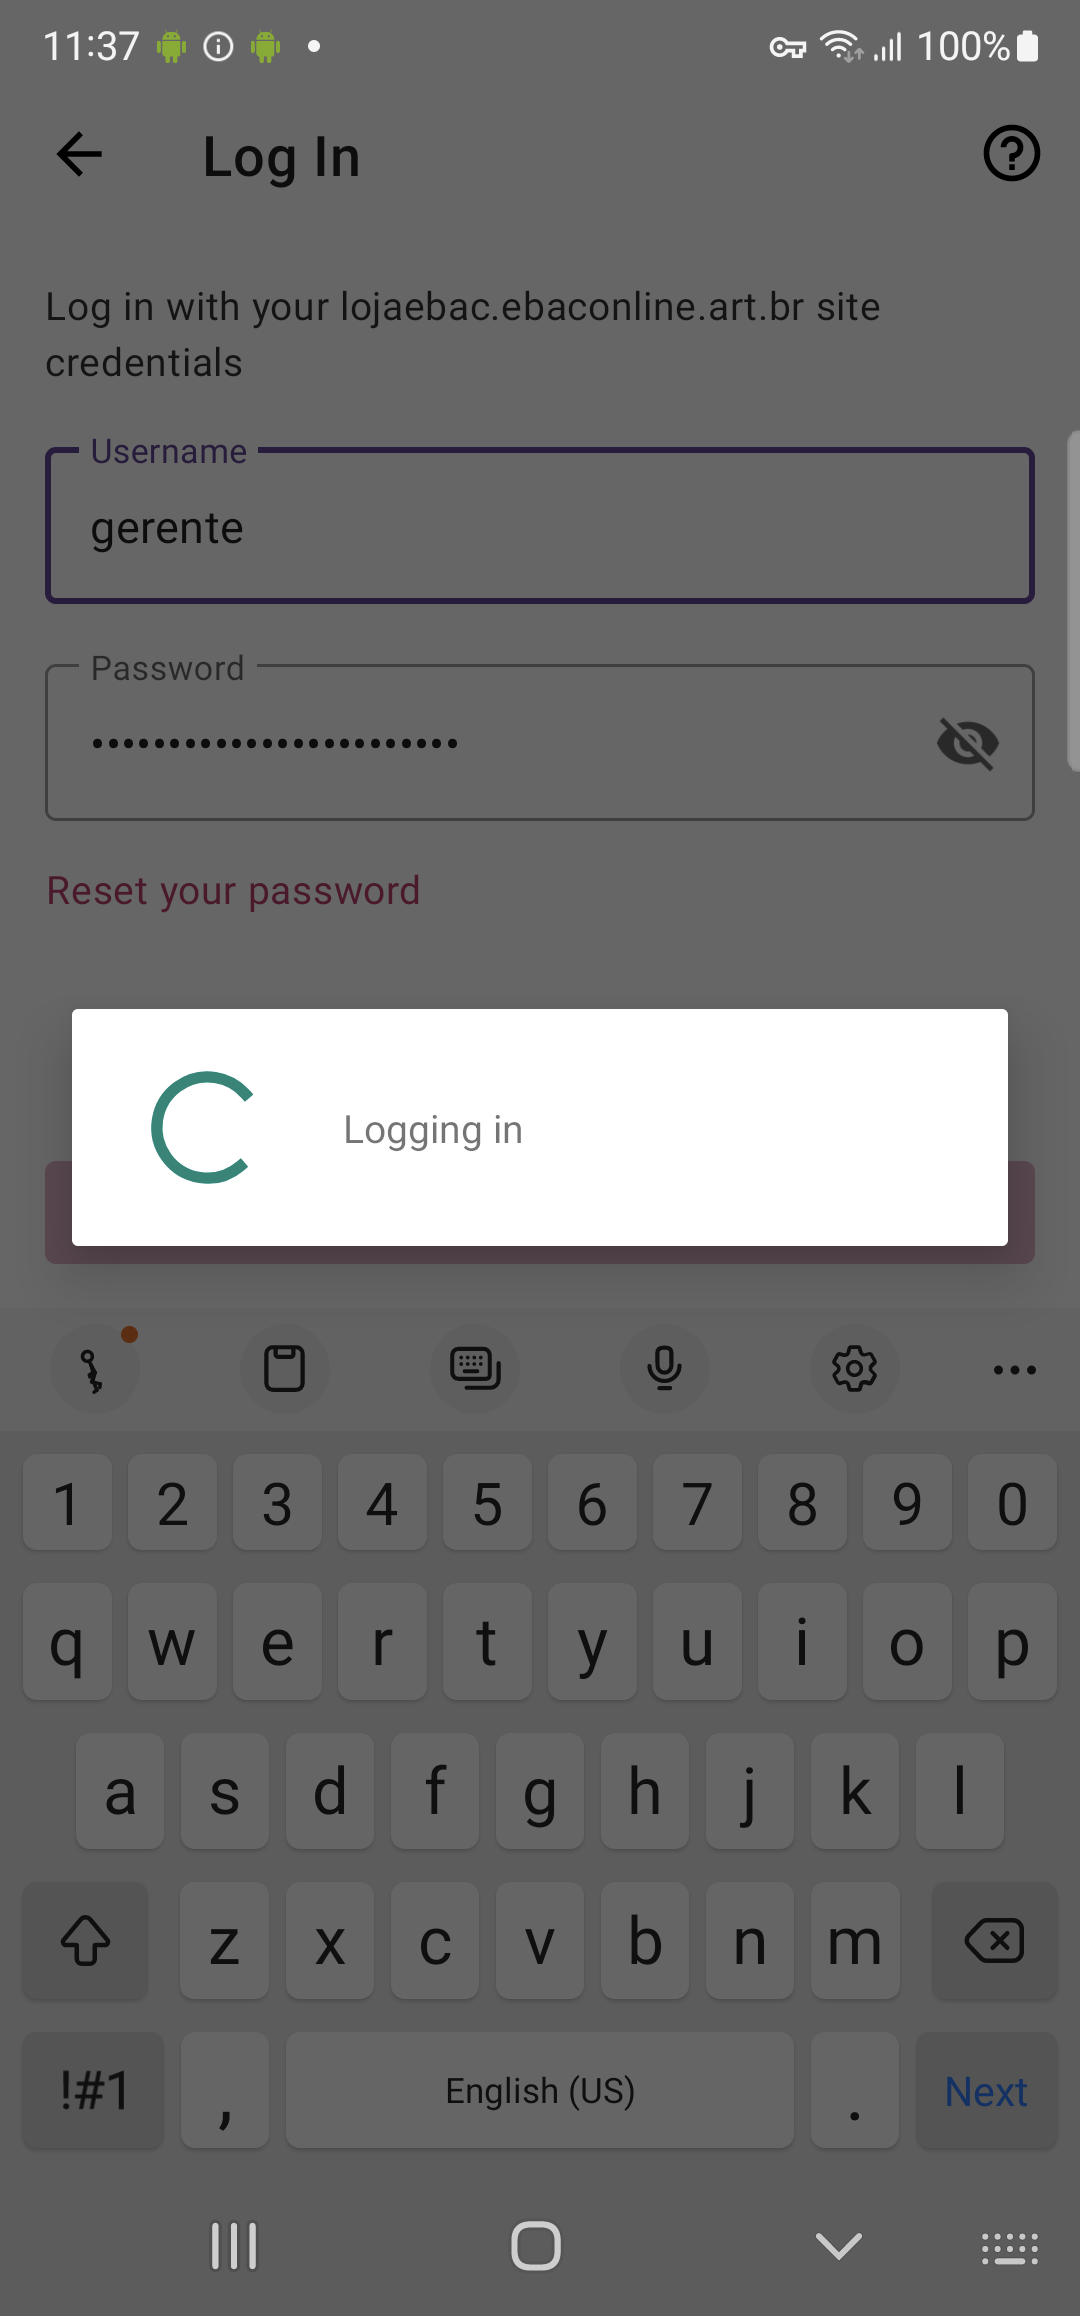 11:37 100%
Log In
Log in with your lojaebac.ebaconline.art.br site
credentials
Username
gerente
Password
••••••••••••••••••••••••
Reset your password
Logging in
1 2 3 4 5 6 7 8 9 0
q w e r t y u i o p
a s d f g h j k l
z x c v b n m
!#1 , English (US) . Next